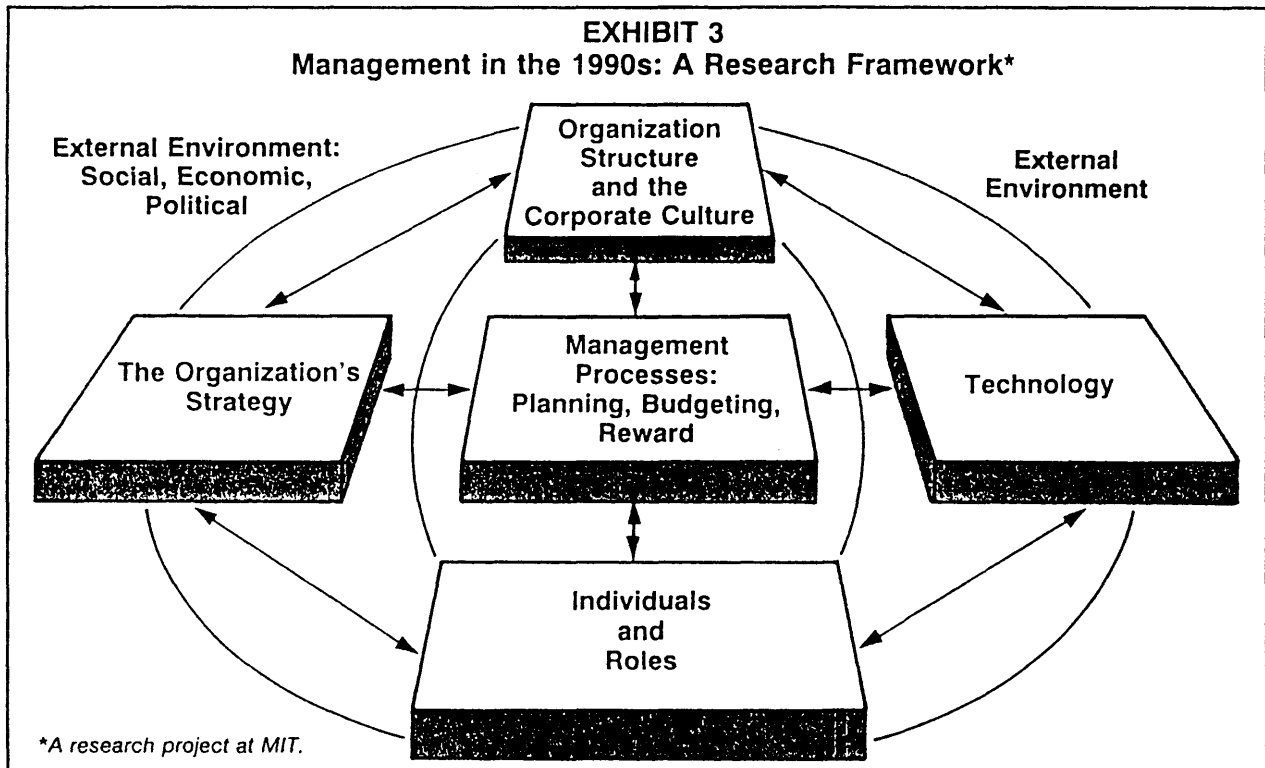 EXHIBIT 3
Management in the 1990s: A Research Framework*
External Environment:
Social, Economic,
Political
Organization
Structure
and the
Corporate Culture
External
Environment
The Organization's
Strategy
Management
Processes:
Planning, Budgeting,
Reward
Technology
Individuals
and
Roles
*A research project at MIT.